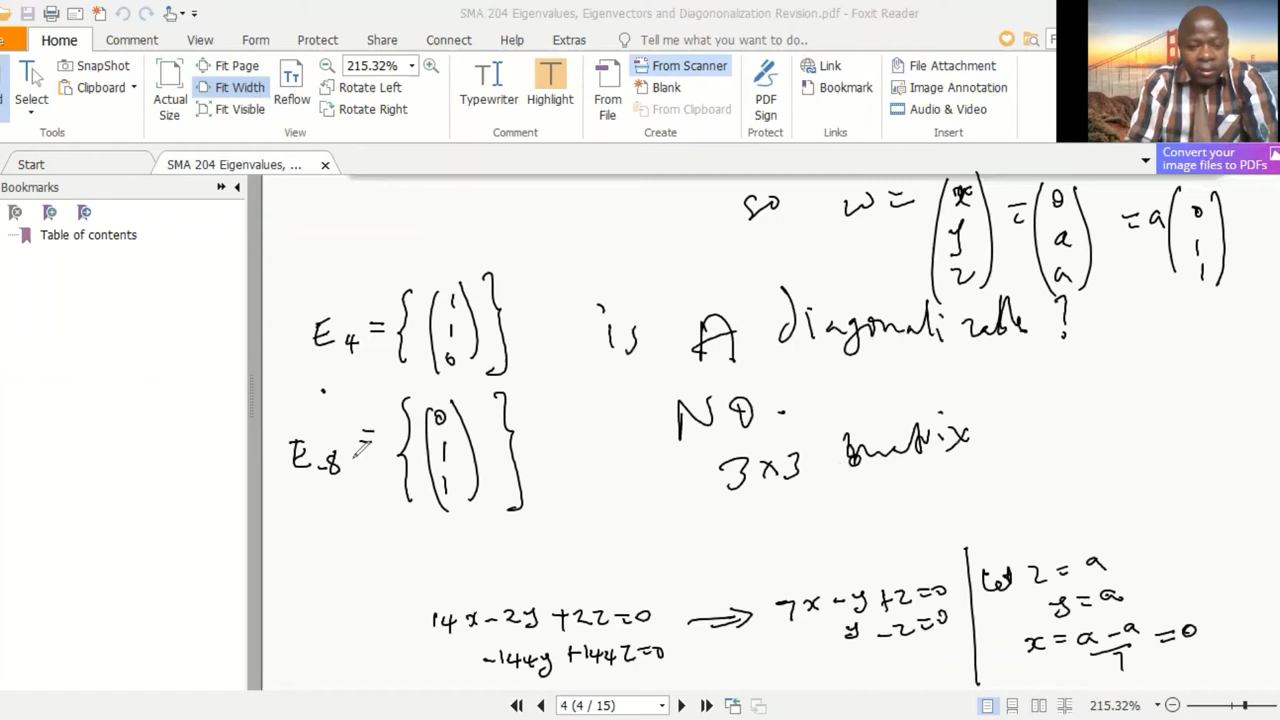 SMA 204 Eigenvalues, Eigenvectors and Diagononalization Revision.pdf - Foxit Reader
Home Comment View Form Protect Share Connect Help Extras Tell me what you want to do..
Select
SnapShot
Clipboard
Tools
Actual Size
Fit Page
Fit Width
Fit Visible
Reflow
215.32%
Rotate Left
Rotate Right
View
Typewriter
Highlight
Comment
From File
From Scanner
Blank
From Clipboard
Create
PDF Sign
Protect
Link
Bookmark
Links
File Attachment
Image Annotation
Audio & Video
Insert
Start
SMA 204 Eigenvalues, ...
Convert your
image files to PDFs
Bookmarks
Table of contents
so w = (x y z) = (0 a a) = a (0 1 1)
E4 = {(1 1 0)} is A diagonalizable?
NO.
E-8 = {(0 1 1)}
3x3 matrix
14x - 2y + 2z = 0 ⟹ 7x - y + z = 0
-144y + 144z = 0
y - z = 0
let z = a
y = a
x = a - a / 7 = 0
4 (4 / 15)
215.32%